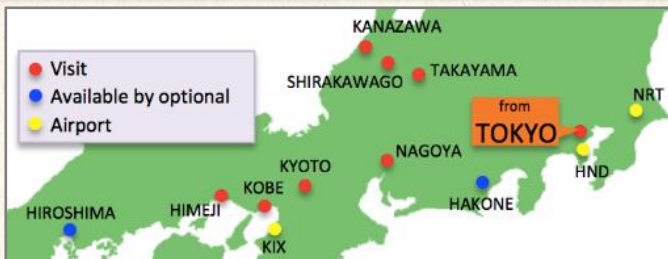 KANAZAWA
Visit
Available by optional
Airport
SHIRAKAWAGO
TAKAYAMA
NRT
from
TOKYO
HND
NAGOYA
KYOTO
KOBE
HIMEJI
HAKONE
HIROSHIMA
KIX